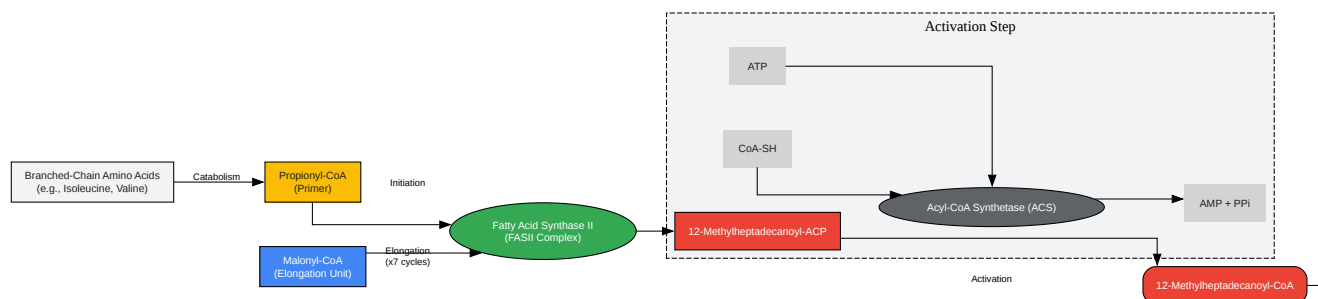 Activation Step
ATP
CoA-SH
Branched-Chain Amino Acids
(e.g., Isoleucine, Valine)
Catabolism
Propionyl-CoA
(Primer)
Initiation
Acyl-CoA Synthetase (ACS)
AMP + PPi
Fatty Acid Synthase II
(FASII Complex)
12-Methylheptadecanoyl-ACP
Malonyl-CoA
(Elongation Unit)
Elongation
(x7 cycles)
Activation
12-Methylheptadecanoyl-CoA